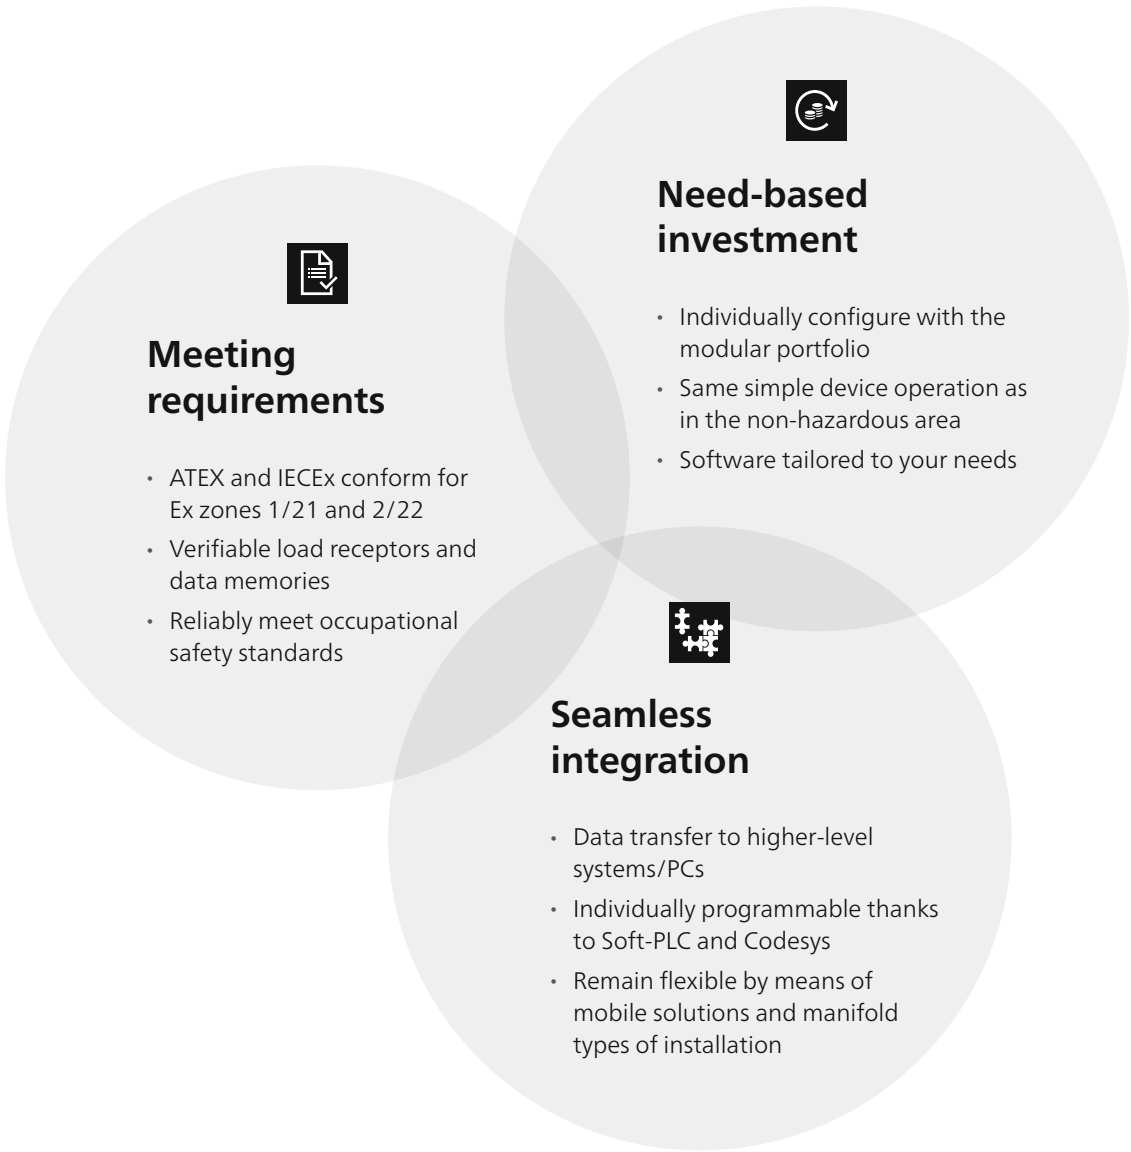 Need-based
investment
• Individually configure with the
modular portfolio
• Same simple device operation as
in the non-hazardous area
• Software tailored to your needs
Meeting
requirements
• ATEX and IECEx conform for
Ex zones 1/21 and 2/22
• Verifiable load receptors and
data memories
• Reliably meet occupational
safety standards
Seamless
integration
• Data transfer to higher-level
systems/PCs
• Individually programmable thanks
to Soft-PLC and Codesys
• Remain flexible by means of
mobile solutions and manifold
types of installation